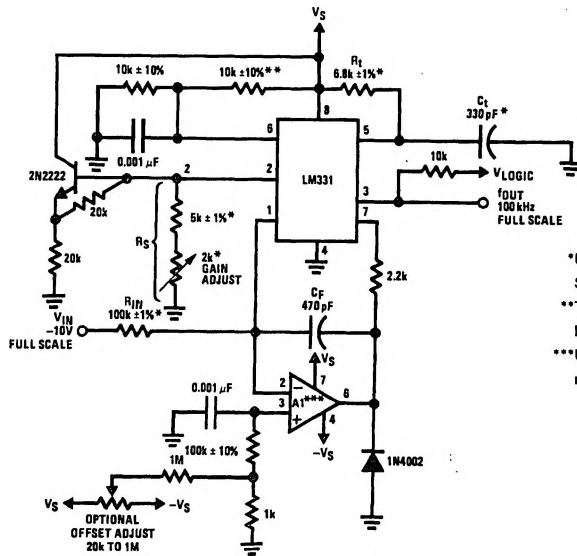 VS
10k ±10%
10k ±10%**
Rt
6.8k ±1%*
8
6
5
Ct
330 pF*
0.001 µF
LM331
10k
VLOGIC
2N2222
2
2
3
fOUT
100 kHz
FULL SCALE
20k
5k ±1%*
1
7
RS
4
20k
2k*
GAIN
ADJUST
2.2k
VIN
−10V
FULL SCALE
RIN
100k ±1%*
CF
470 pF
VS
7
2
−
A1***
6
0.001 µF
3
+
4
−VS
100k ±10%
1N4002
1M
VS
−VS
1k
OPTIONAL
OFFSET ADJUST
20k TO 1M
**
***